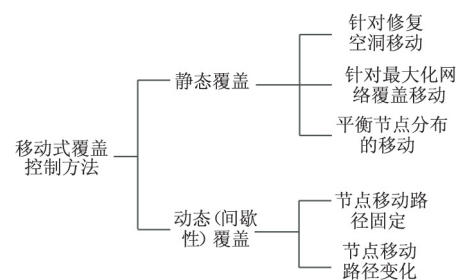 针对修复
空洞移动
静态覆盖
针对最大化网
络覆盖移动
平衡节点分布
的移动
移动式覆盖
控制方法
动态(间歇
性)覆盖
节点移动路
径固定
节点移动
路径变化